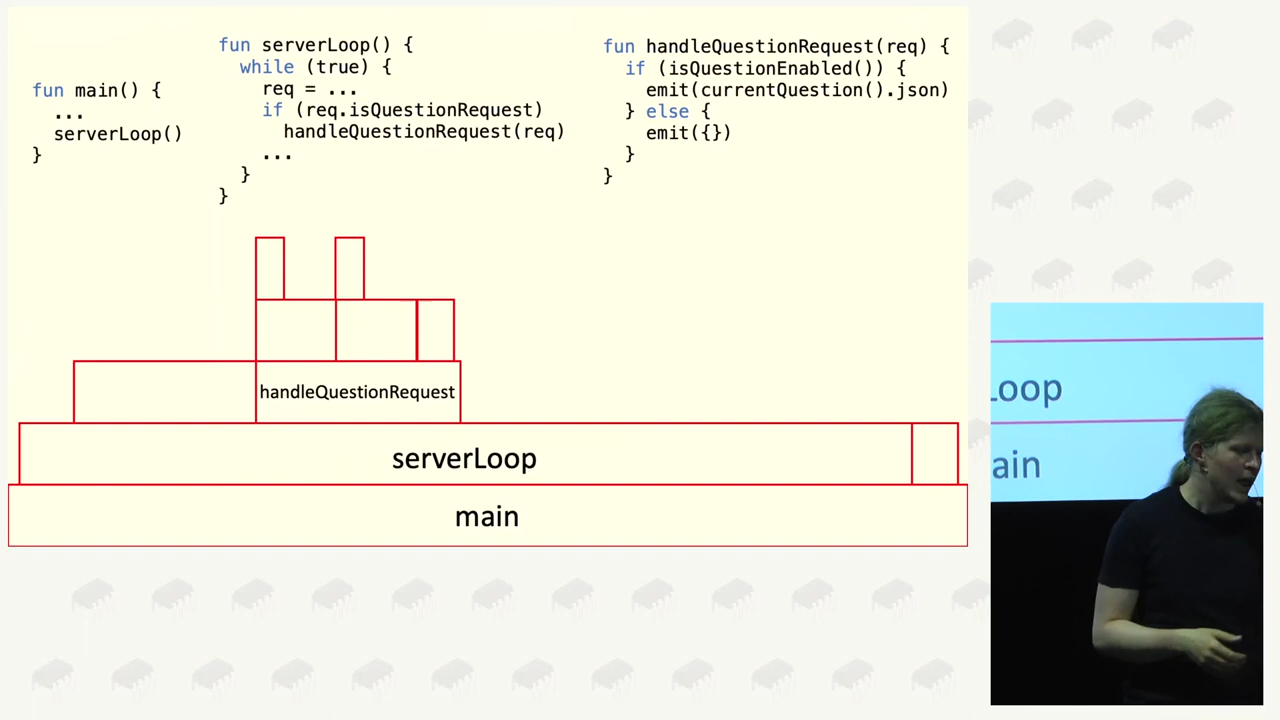 fun main() {
  ...
  serverLoop()
}
fun serverLoop() {
  while (true) {
    req = ...
    if (req.isQuestionRequest)
      handleQuestionRequest(req)
    ...
  }
}
fun handleQuestionRequest(req) {
  if (isQuestionEnabled()) {
    emit(currentQuestion().json)
  } else {
    emit({})
  }
}
handleQuestionRequest
serverLoop
main
Loop
ain